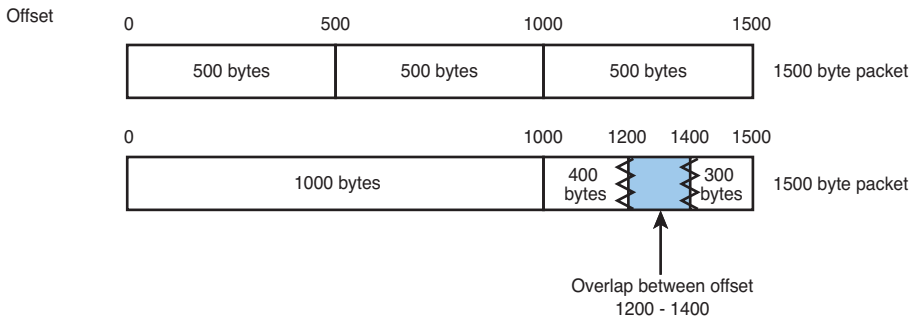 Offset
0 500 1000 1500
500 bytes 500 bytes 500 bytes 1500 byte packet
0 1000 1200 1400 1500
1000 bytes 400 bytes 300 bytes 1500 byte packet
Overlap between offset
1200 - 1400